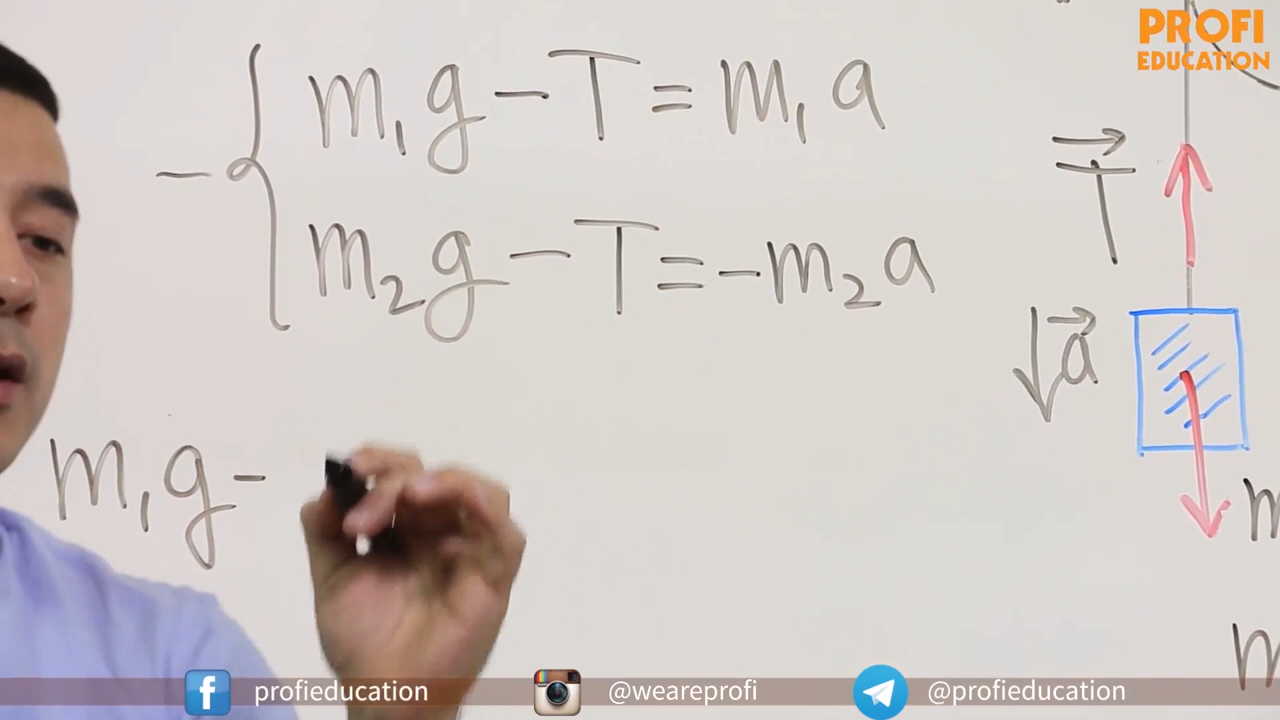 PROFI
EDUCATION
m₁g - T = m₁a
m₂g - T = -m₂a
T
a
m₁g -
m
m
profieducation
@weareprofi
@profieducation